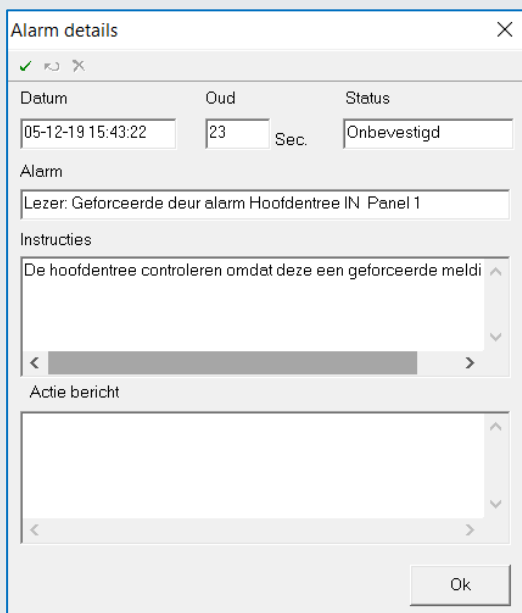 Alarm details
Datum Oud Status
05-12-19 15:43:22 23 Sec. Onbevestigd
Alarm
Lezer: Geforceerde deur alarm Hoofdentree IN Panel 1
Instructies
De hoofdentree controleren omdat deze een geforceerde meldi
Actie bericht
Ok